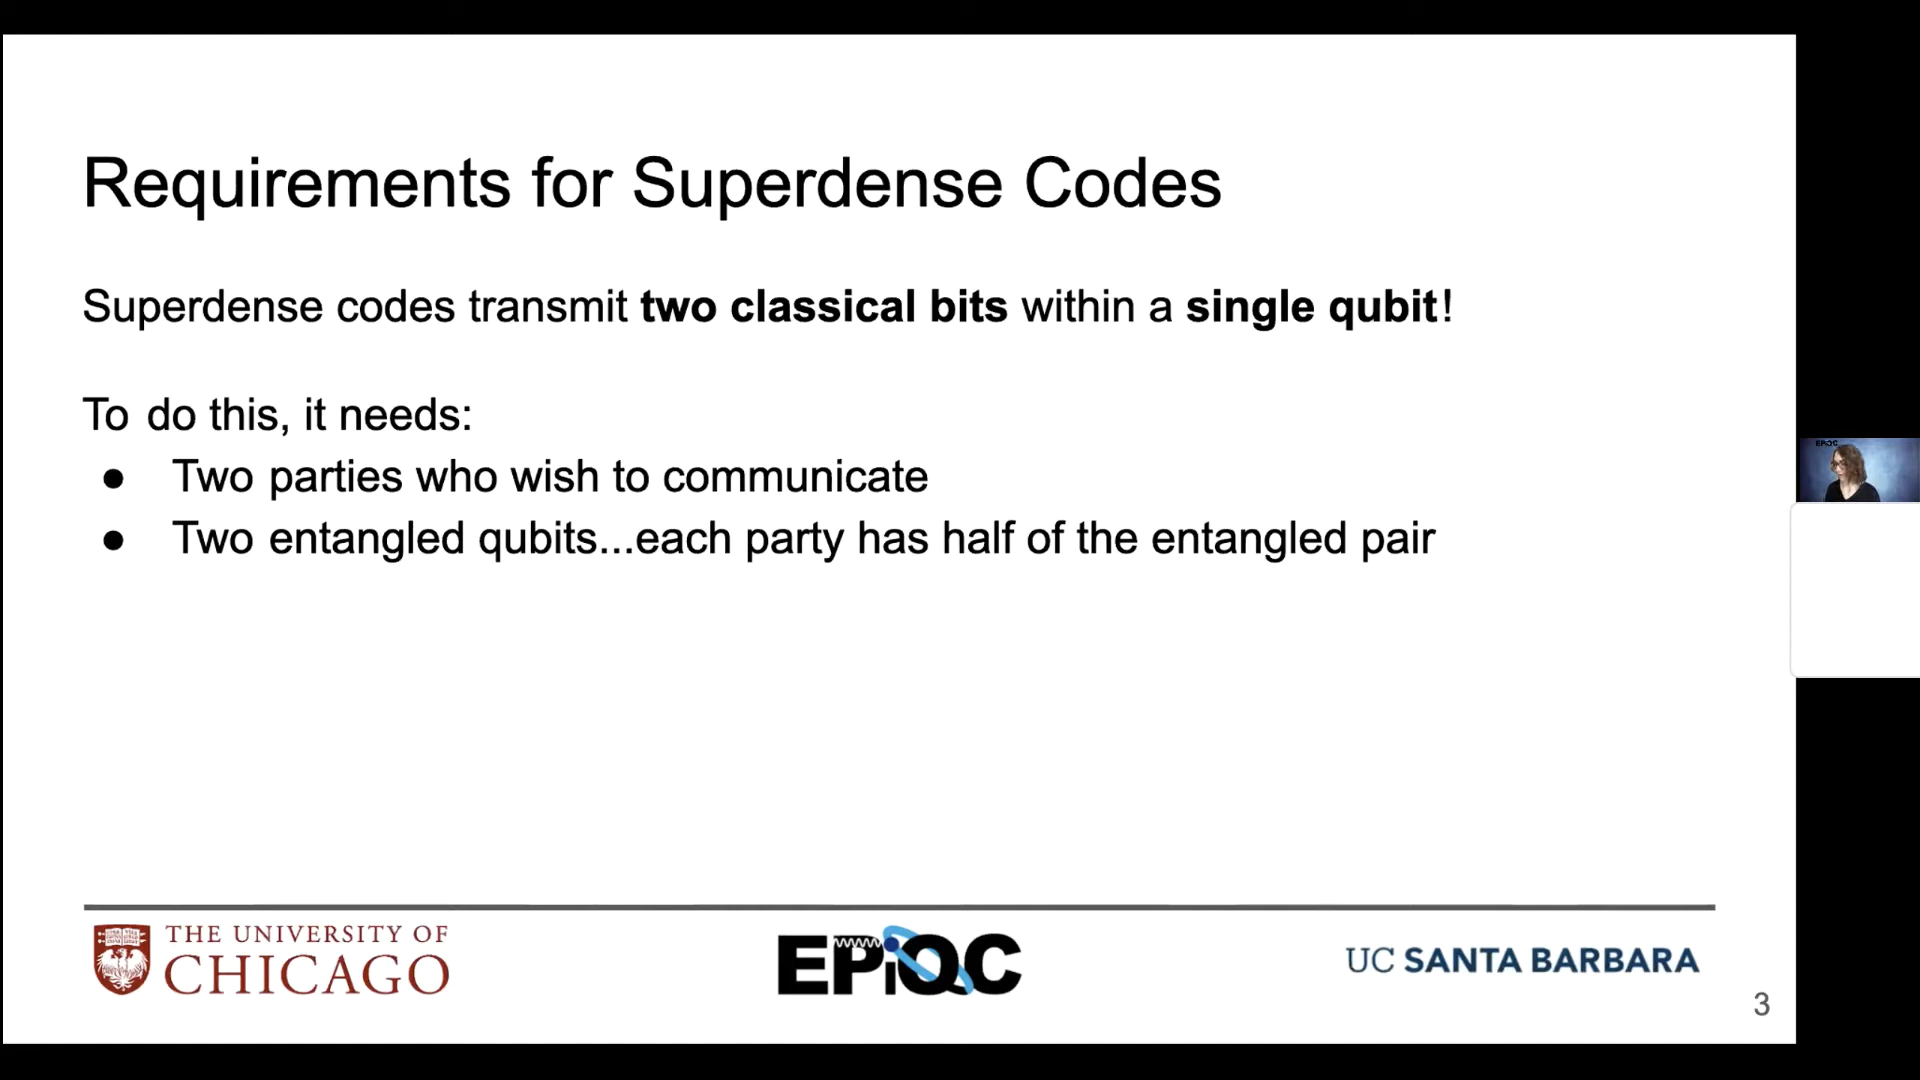 Requirements for Superdense Codes
Superdense codes transmit two classical bits within a single qubit!
To do this, it needs:
● Two parties who wish to communicate
● Two entangled qubits...each party has half of the entangled pair
EPiQC
THE UNIVERSITY OF
CHICAGO
EPiQC
UC SANTA BARBARA
3